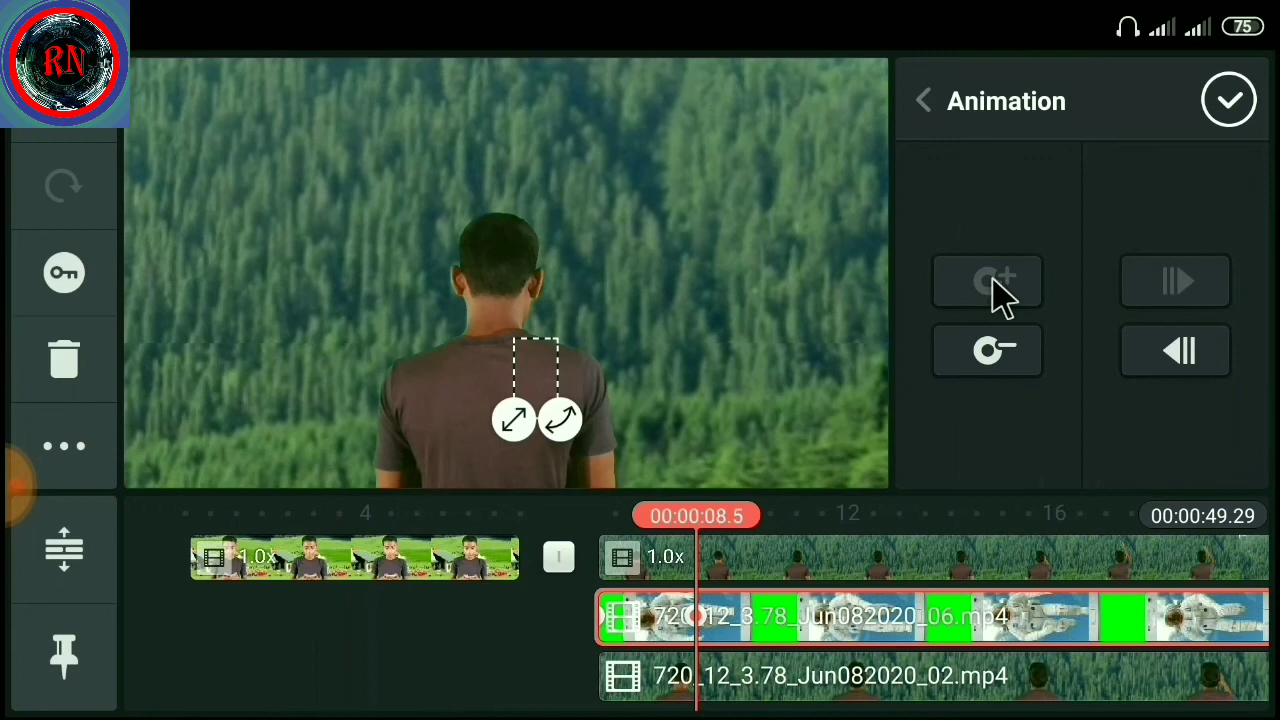 RN
75
Animation
4
00:00:08.5
12
16
00:00:49.29
1.0x
1.0x
720_12_3.78_Jun082020_06.mp4
720_12_3.78_Jun082020_02.mp4